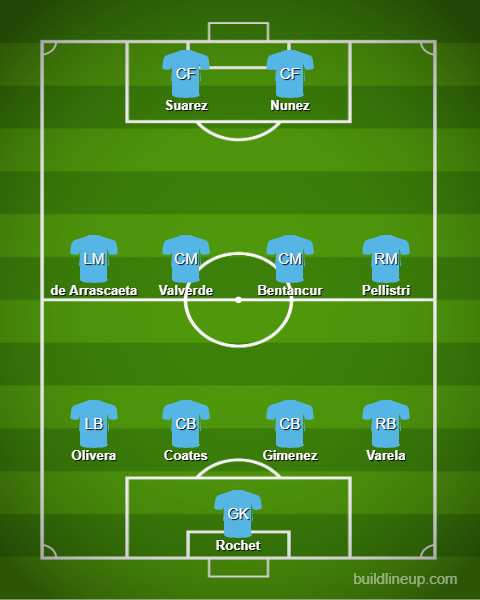 CF CF
Suarez Nunez
LM CM CM RM
de Arrascaeta Valverde Bentancur Pellistri
LB CB CB RB
Olivera Coates Gimenez Varela
GK
Rochet
buildlineup.com